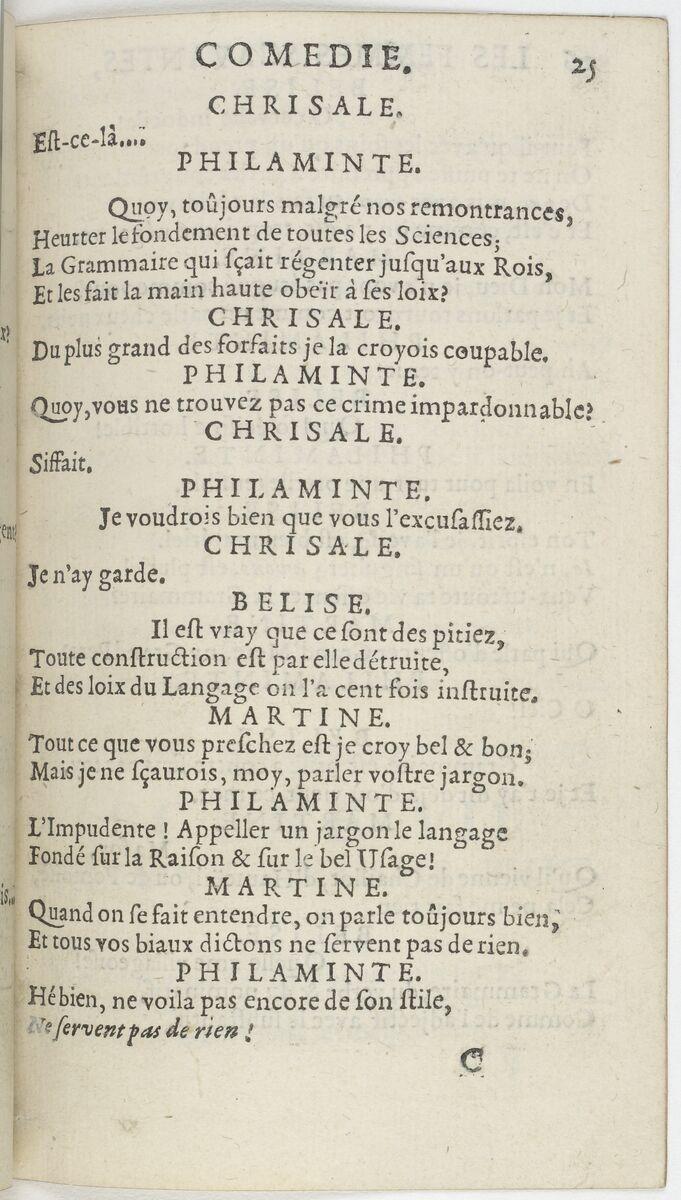 COMEDIE. 25
CHRISALE.
Eſt-ce-là....
PHILAMINTE.
Quoy, toûjours malgré nos remontrances,
Heurter le fondement de toutes les Sciences;
La Grammaire qui ſçait régenter juſqu'aux Rois,
Et les fait la main haute obeïr à ſes loix?
CHRISALE.
Du plus grand des forfaits je la croyois coupable.
PHILAMINTE.
Quoy, vous ne trouvez pas ce crime impardonnable?
CHRISALE.
Si ffait.
PHILAMINTE.
Je voudrois bien que vous l'excuſaſſiez.
CHRISALE.
Je n'ay garde.
BELISE.
Il eſt vray que ce ſont des pitiez,
Toute conſtruction eſt par elle détruite,
Et des loix du Langage on l'a cent fois inſtruite.
MARTINE.
Tout ce que vous preſchez eſt je croy bel & bon;
Mais je ne ſçaurois, moy, parler voſtre jargon.
PHILAMINTE.
L'Impudente! Appeller un jargon le langage
Fondé ſur la Raiſon & ſur le bel Uſage!
MARTINE.
Quand on ſe fait entendre, on parle toûjours bien,
Et tous vos biaux dictons ne ſervent pas de rien.
PHILAMINTE.
Hé bien, ne voila pas encore de ſon ſtile,
Ne ſervent pas de rien!
C